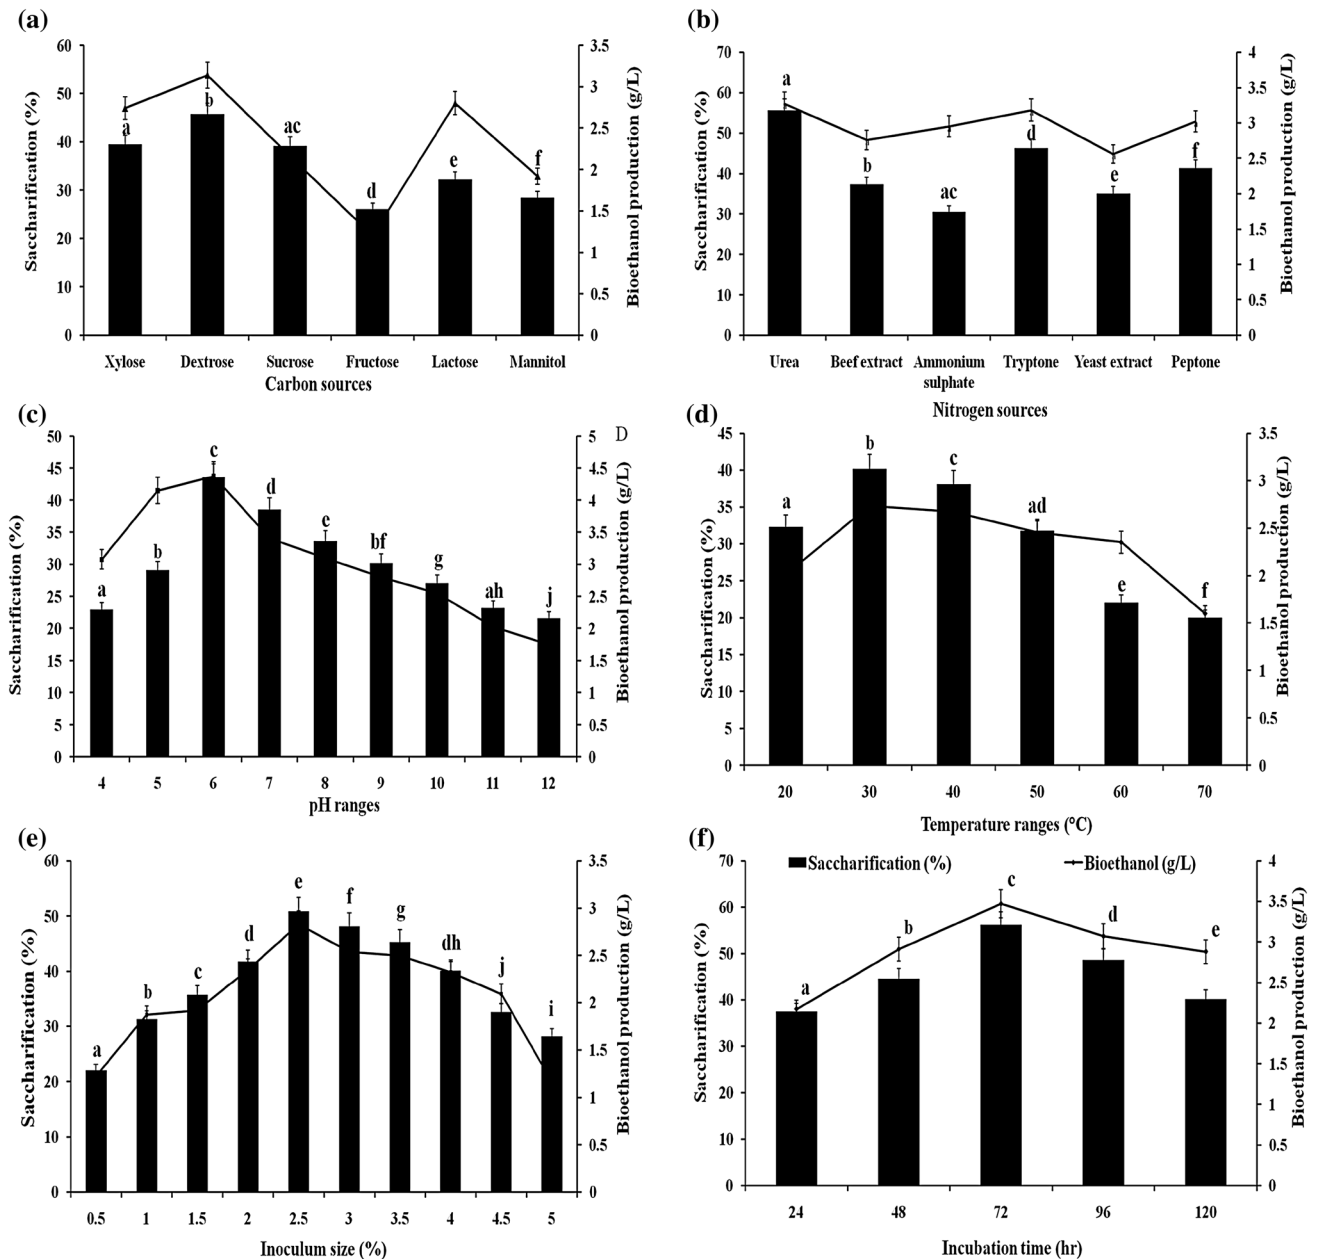 (a)
60
50
40
30
20
10
0
Saccharification (%)
3.5
3
2.5
2
1.5
1
0.5
0
Bioethanol production (g/L)
a
b
ac
d
e
f
Xylose Dextrose Sucrose Fructose Lactose Mannitol
Carbon sources
(b)
70
60
50
40
30
20
10
0
Saccharification (%)
4
3.5
3
2.5
2
1.5
1
0.5
0
Bioethanol production (g/L)
a
b
ac
d
e
f
Urea Beef extract Ammonium Tryptone Yeast extract Peptone
sulphate
Nitrogen sources
(c)
50
45
40
35
30
25
20
15
10
5
0
Saccharification (%)
5
4.5
4
3.5
3
2.5
2
1.5
1
0.5
0
D
Bioethanol production (g/L)
a
b
c
d
e
bf
g
ah
j
4 5 6 7 8 9 10 11 12
pH ranges
(d)
45
40
35
30
25
20
15
10
5
0
Saccharification (%)
3.5
3
2.5
2
1.5
1
0.5
0
Bioethanol production (g/L)
a
b
c
ad
e
f
20 30 40 50 60 70
Temperature ranges (°C)
(e)
60
50
40
30
20
10
0
Saccharification (%)
3.5
3
2.5
2
1.5
1
0.5
0
Bioethanol production (g/L)
a
b
c
d
e
f
g
dh
j
i
0.5 1 1.5 2 2.5 3 3.5 4 4.5 5
Inoculum size (%)
(f)
Saccharification (%) Bioethanol (g/L)
70
60
50
40
30
20
10
0
Saccharification (%)
4
3.5
3
2.5
2
1.5
1
0.5
0
Bioethanol production (g/L)
a
b
c
d
e
24 48 72 96 120
Incubation time (hr)